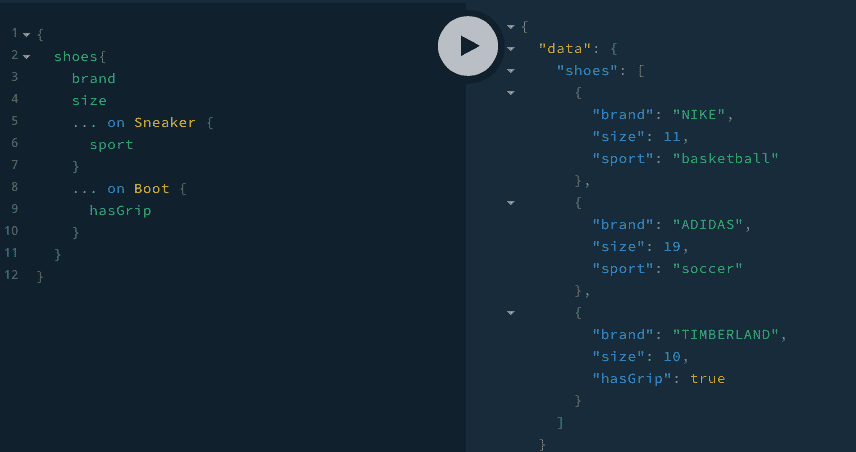 1 {
2 shoes{
3 brand
4 size
5 ... on Sneaker {
6 sport
7 }
8 ... on Boot {
9 hasGrip
10 }
11 }
12 }
{
"data": {
"shoes": [
{
"brand": "NIKE",
"size": 11,
"sport": "basketball"
},
{
"brand": "ADIDAS",
"size": 19,
"sport": "soccer"
},
{
"brand": "TIMBERLAND",
"size": 10,
"hasGrip": true
}
]
}